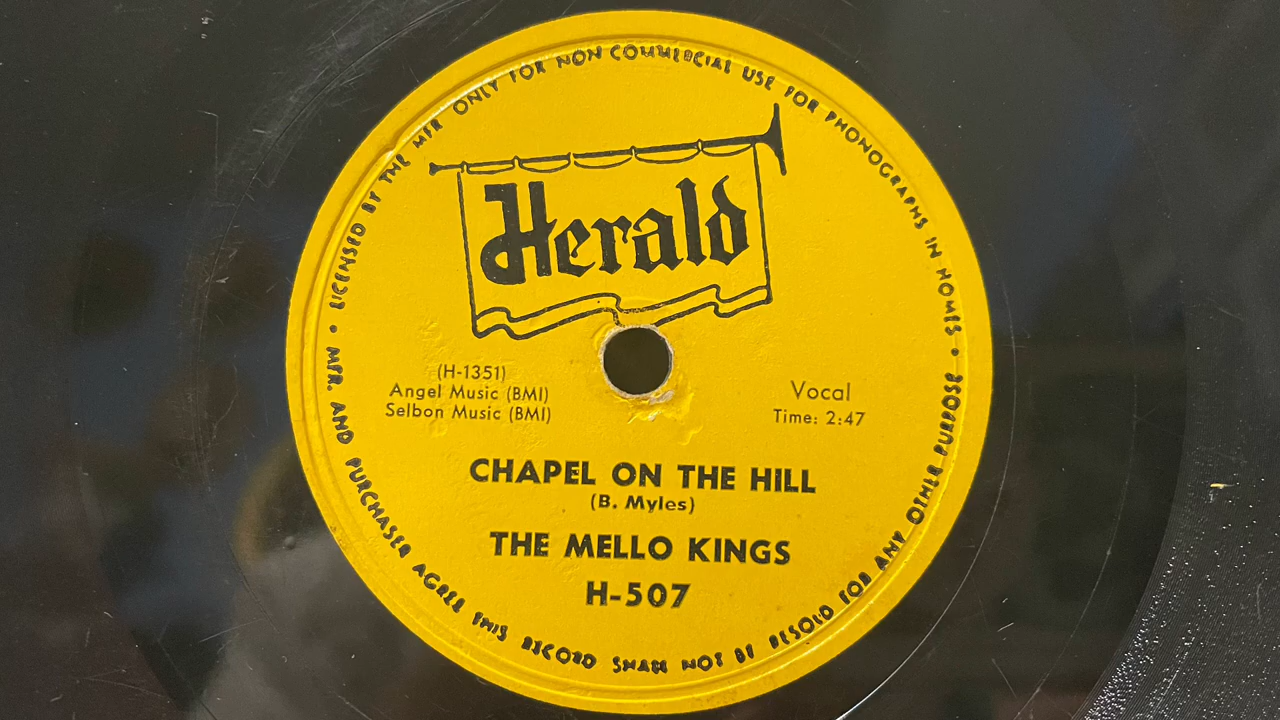 LICENSED BY THE MFR ONLY FOR NON COMMERCIAL USE FOR PHONOGRAPHS IN HOMES •
MFR. AND PURCHASER AGREE THIS RECORD SHALL NOT BE RESOLD FOR ANY OTHER PURPOSE •
Herald
(H-1351)
Angel Music (BMI)
Selbon Music (BMI)
Vocal
Time: 2:47
CHAPEL ON THE HILL
(B. Myles)
THE MELLO KINGS
H-507